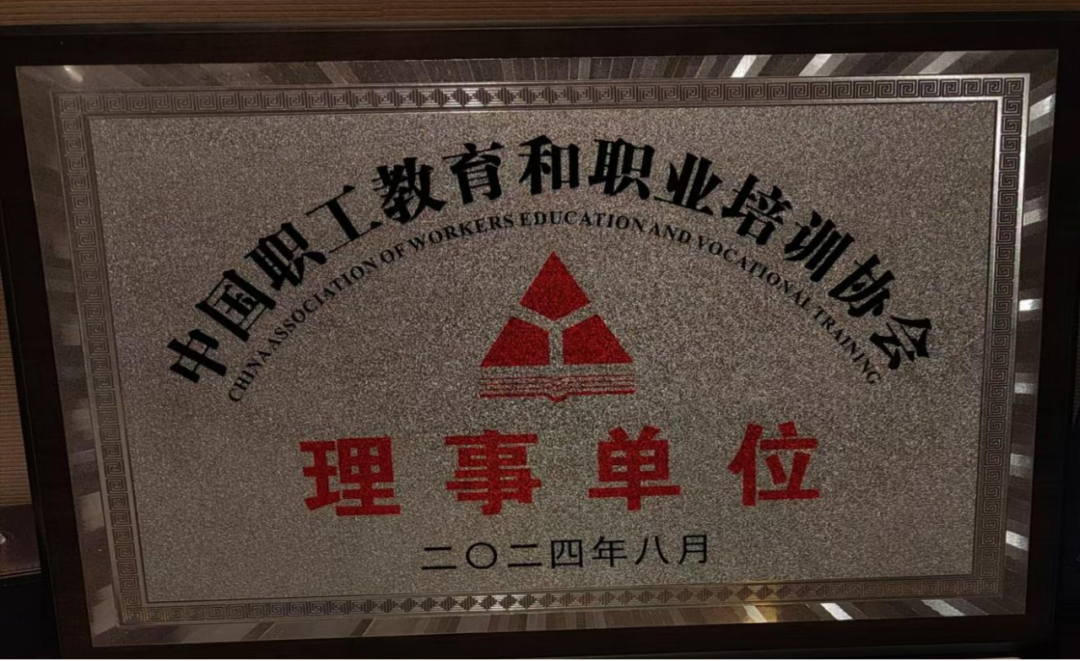 中国职工教育和职业培训协会
CHINA ASSOCIATION OF WORKERS EDUCATION AND VOCATIONAL TRAINING
理事单位
二〇二四年八月